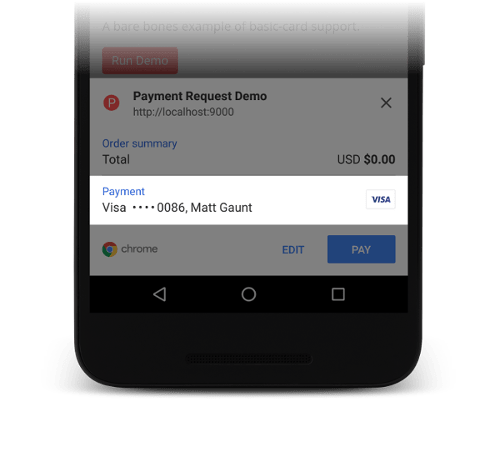 A bare bones example of basic-card support.
Run Demo
P
Payment Request Demo
http://localhost:9000
Order summary
Total USD $0.00
Payment
Visa • • • • 0086, Matt Gaunt
VISA
chrome EDIT PAY